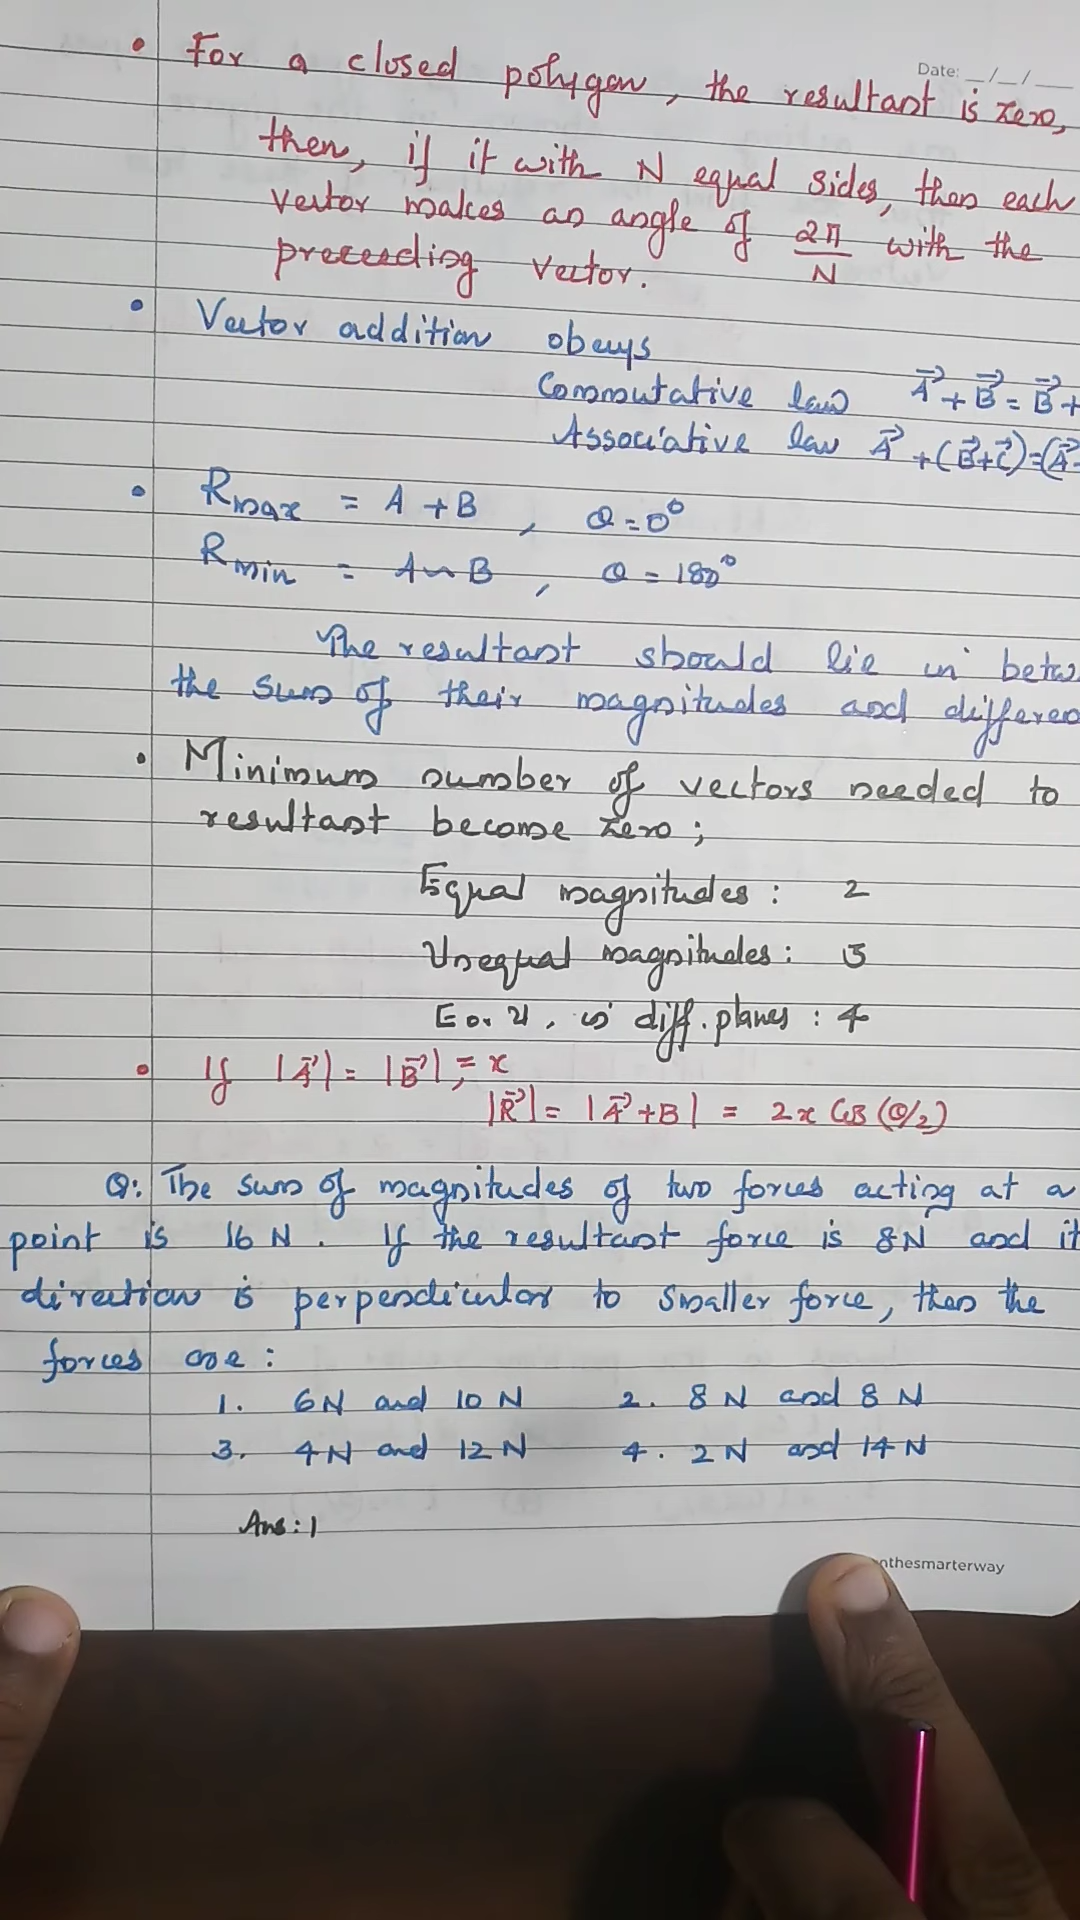 Date: _/_/__
• For a closed polygon, the resultant is zero,
then, if it with N equal sides, then each
vector makes an angle of 2π/N with the
preceeding vector.
• Vector addition obeys
Commutative law A⃗ + B⃗ = B⃗ +
Associative law A⃗ + (B⃗+C⃗) = (A⃗
• Rmax = A + B , θ = 0°
Rmin = A ~ B , θ = 180°
The resultant should lie in betw
the sum of their magnitudes and differen
• Minimum number of vectors needed to
resultant become zero ;
Equal magnitudes : 2
Unequal magnitudes : 3
E or U, in diff. planes : 4
• If |A⃗| = |B⃗| = x
|R⃗| = |A⃗ + B| = 2x Cos (θ/2)
Q: The sum of magnitudes of two forces acting at a
point is 16 N. If the resultant force is 8N and it
direction is perpendicular to smaller force, then the
forces are :
1. 6N and 10 N 2. 8 N and 8 N
3. 4N and 12 N 4. 2 N and 14 N
Ans : 1
nthesmarterway